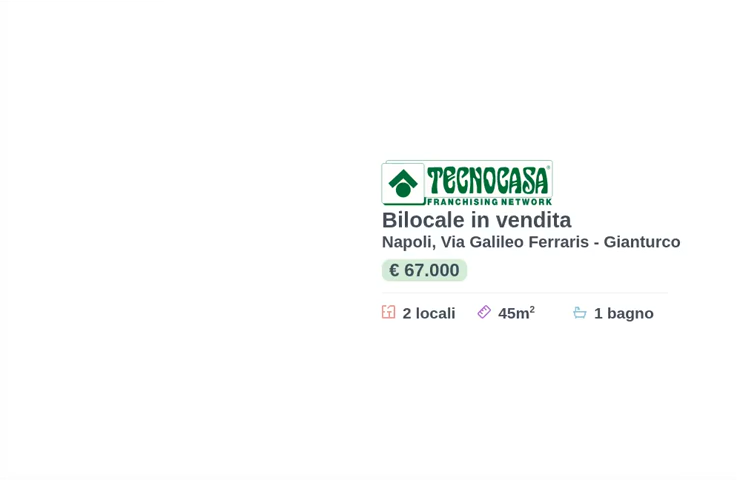 TECNOCASA®
FRANCHISING NETWORK
Bilocale in vendita
Napoli, Via Galileo Ferraris - Gianturco
€ 67.000
2 locali 45m² 1 bagno